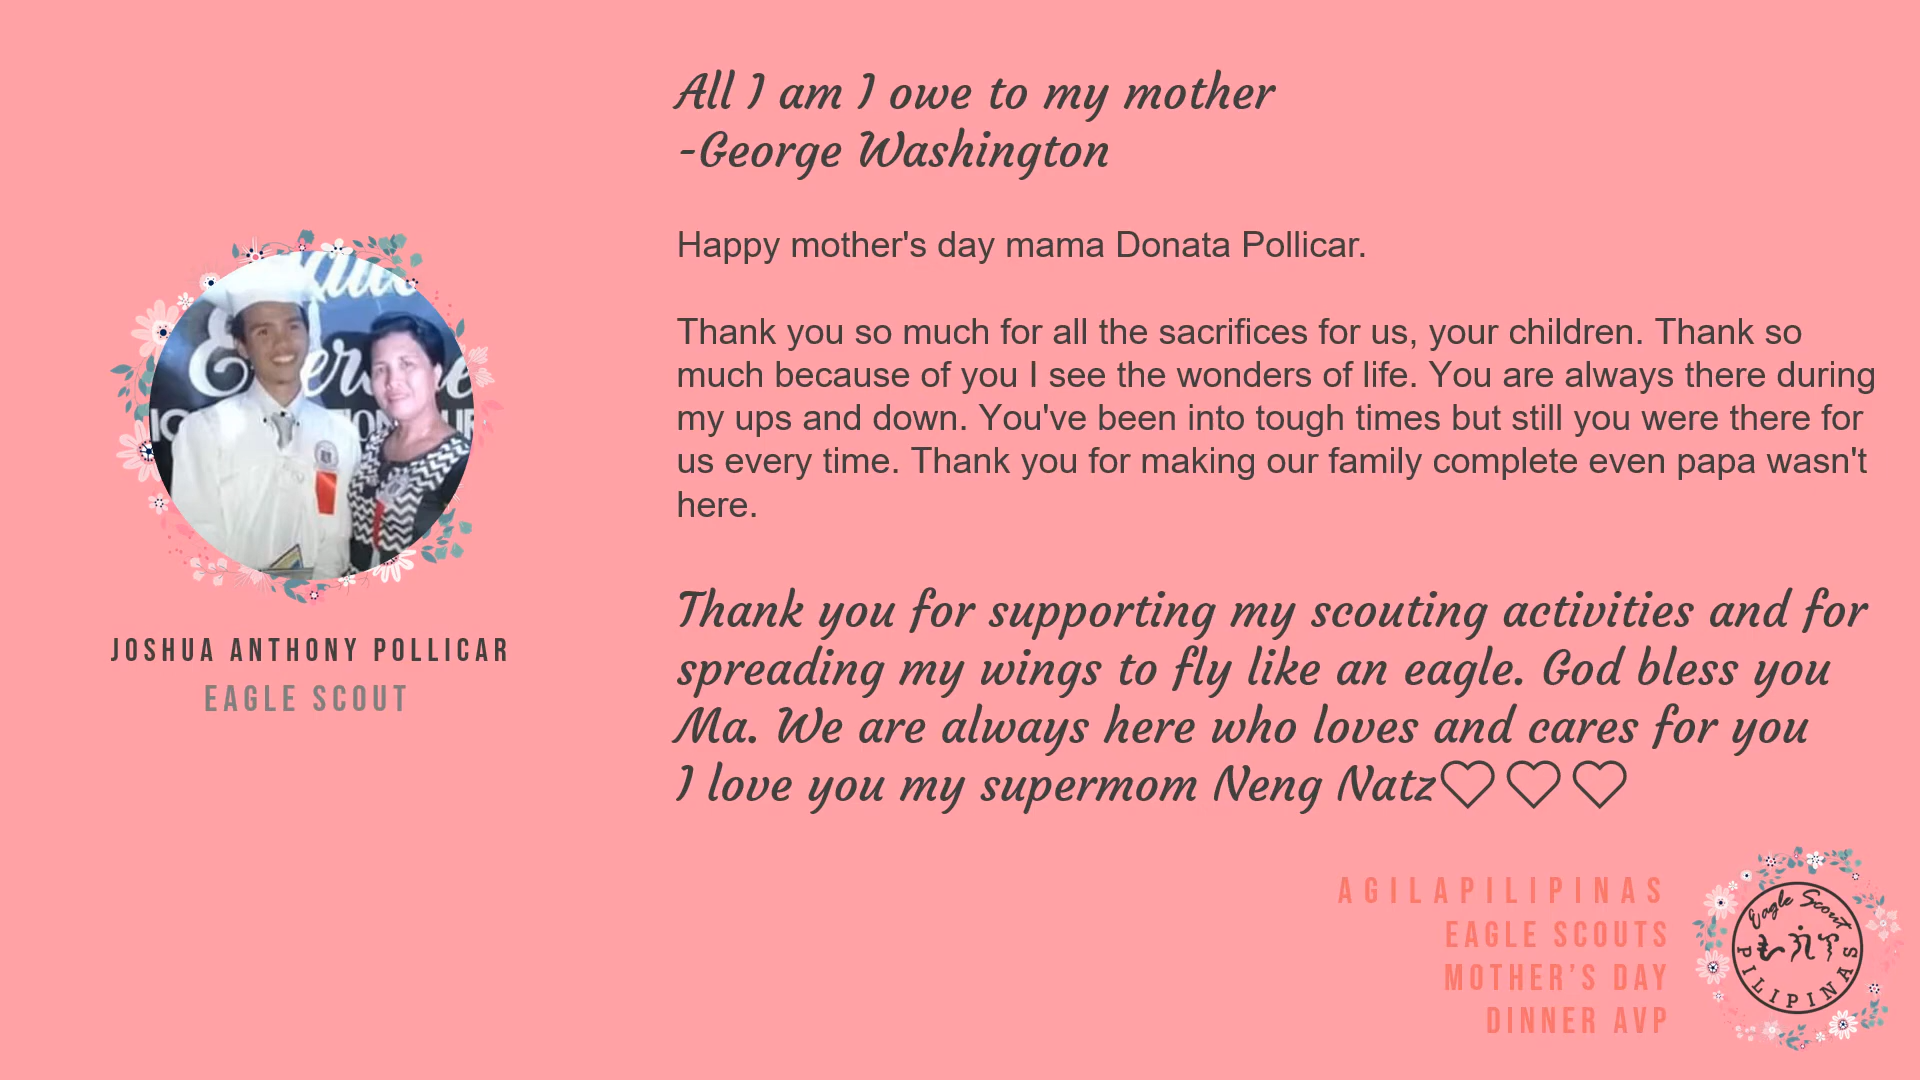 All I am I owe to my mother
-George Washington
Happy mother's day mama Donata Pollicar.
Thank you so much for all the sacrifices for us, your children. Thank so
much because of you I see the wonders of life. You are always there during
my ups and down. You've been into tough times but still you were there for
us every time. Thank you for making our family complete even papa wasn't
here.
Thank you for supporting my scouting activities and for
spreading my wings to fly like an eagle. God bless you
Ma. We are always here who loves and cares for you
I love you my supermom Neng Natz♡♡♡
JOSHUA ANTHONY POLLICAR
EAGLE SCOUT
AGILAPILIPINAS
EAGLE SCOUTS
MOTHER'S DAY
DINNER AVP
Eagle Scout
PILIPINAS